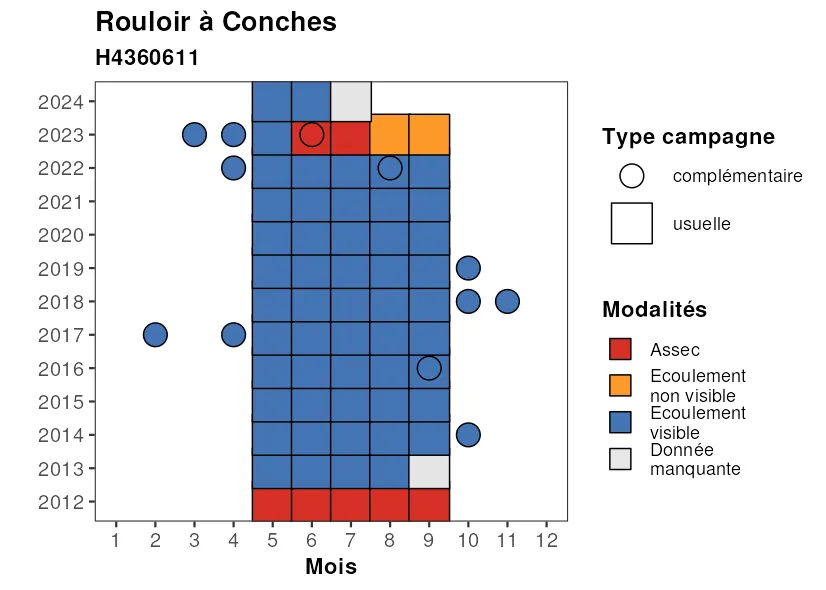 Rouloir à Conches
H4360611
2024
2023
2022
2021
2020
2019
2018
2017
2016
2015
2014
2013
2012
1 2 3 4 5 6 7 8 9 10 11 12
Mois
Type campagne
complémentaire
usuelle
Modalités
Assec
Ecoulement
non visible
Ecoulement
visible
Donnée
manquante